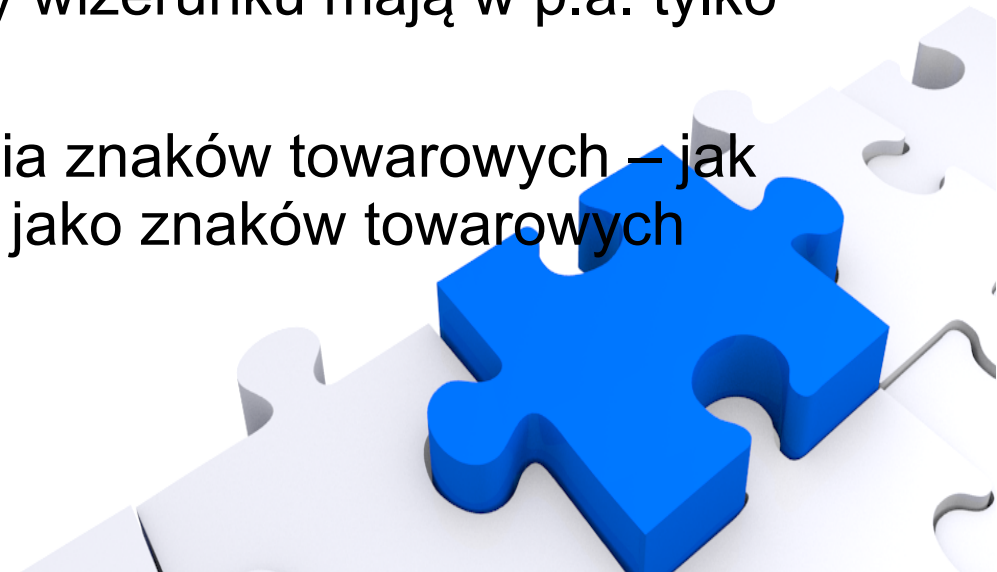 wizerunku mają w p.a. tylko
ia znaków towarowych – jak
jako znaków towarowych